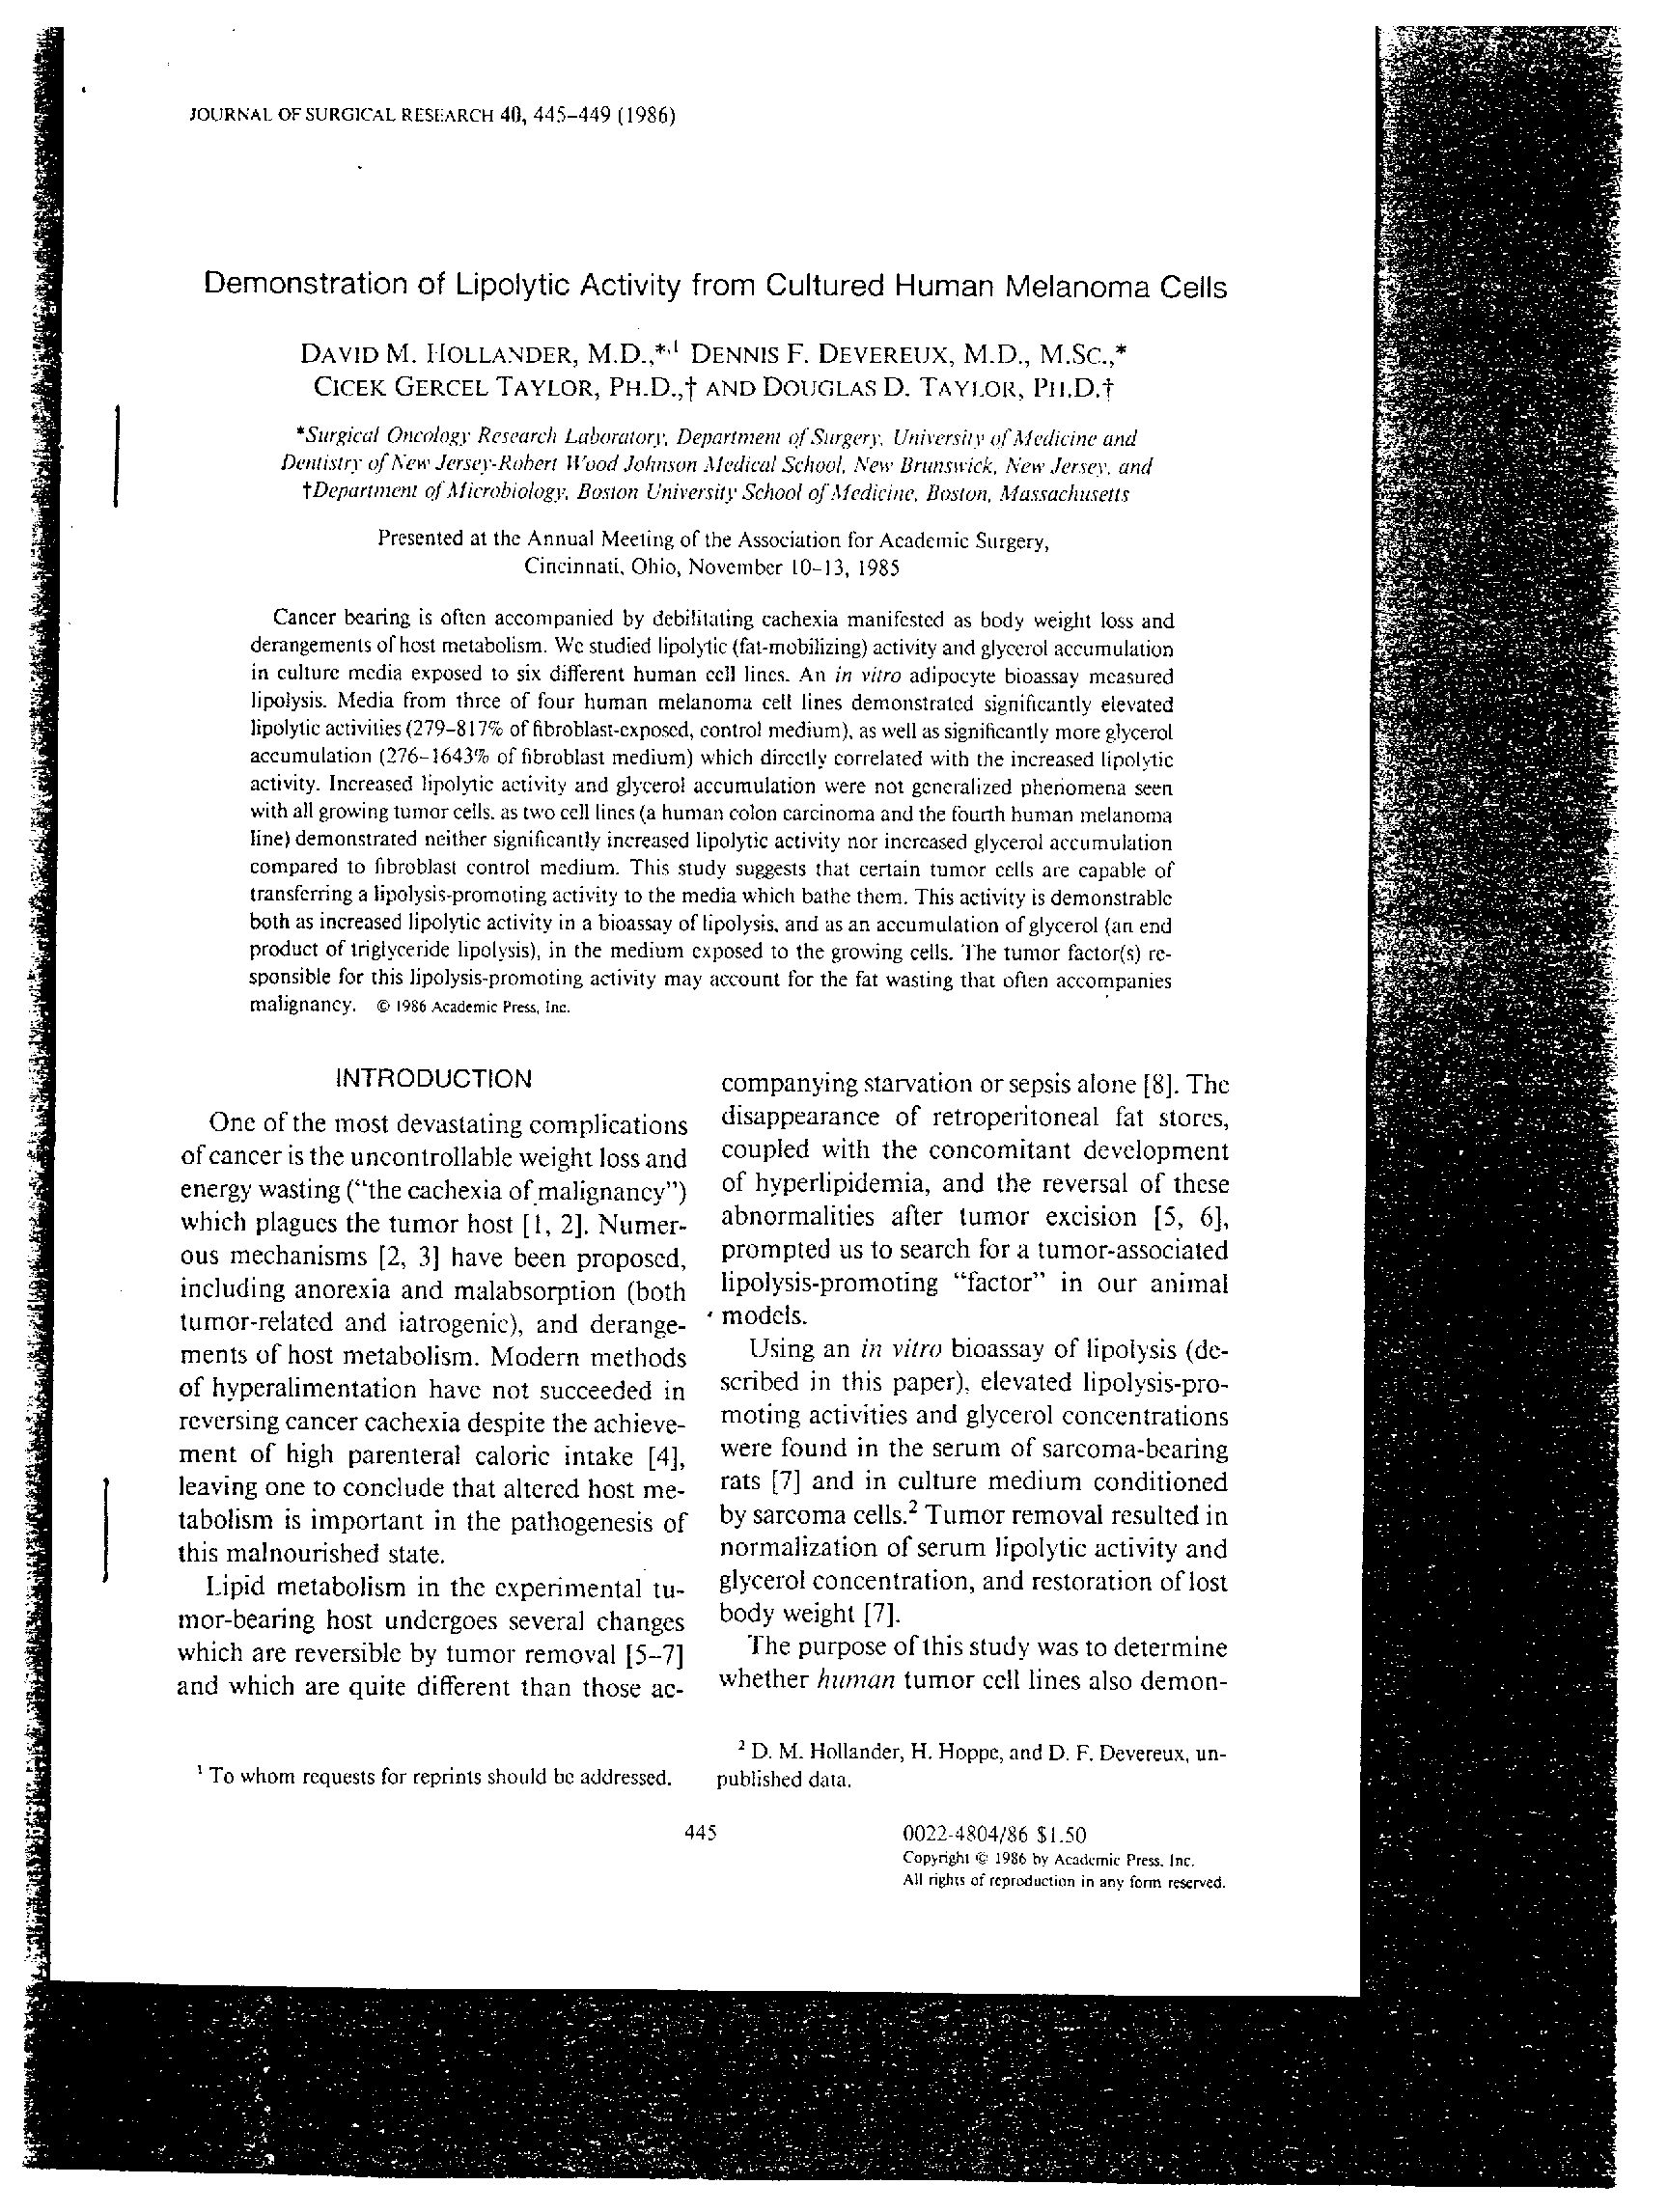 JOURNAL OF SURGICAL RESEARCH 40, 445–449 (1986)
Demonstration of Lipolytic Activity from Cultured Human Melanoma Cells
DAVID M. HOLLANDER, M.D.,*,¹ DENNIS F. DEVEREUX, M.D., M.SC.,*
CICEK GERCEL TAYLOR, PH.D.,† AND DOUGLAS D. TAYLOR, PH.D.†
*Surgical Oncology Research Laboratory, Department of Surgery, University of Medicine and
Dentistry of New Jersey-Robert Wood Johnson Medical School, New Brunswick, New Jersey, and
†Department of Microbiology, Boston University School of Medicine, Boston, Massachusetts
Presented at the Annual Meeting of the Association for Academic Surgery,
Cincinnati, Ohio, November 10–13, 1985
Cancer bearing is often accompanied by debilitating cachexia manifested as body weight loss and
derangements of host metabolism. We studied lipolytic (fat-mobilizing) activity and glycerol accumulation
in culture media exposed to six different human cell lines. An in vitro adipocyte bioassay measured
lipolysis. Media from three of four human melanoma cell lines demonstrated significantly elevated
lipolytic activities (279–817% of fibroblast-exposed, control medium), as well as significantly more glycerol
accumulation (276–1643% of fibroblast medium) which directly correlated with the increased lipolytic
activity. Increased lipolytic activity and glycerol accumulation were not generalized phenomena seen
with all growing tumor cells, as two cell lines (a human colon carcinoma and the fourth human melanoma
line) demonstrated neither significantly increased lipolytic activity nor increased glycerol accumulation
compared to fibroblast control medium. This study suggests that certain tumor cells are capable of
transferring a lipolysis-promoting activity to the media which bathe them. This activity is demonstrable
both as increased lipolytic activity in a bioassay of lipolysis, and as an accumulation of glycerol (an end
product of triglyceride lipolysis), in the medium exposed to the growing cells. The tumor factor(s) re-
sponsible for this lipolysis-promoting activity may account for the fat wasting that often accompanies
malignancy. © 1986 Academic Press, Inc.
INTRODUCTION
One of the most devastating complications
of cancer is the uncontrollable weight loss and
energy wasting (“the cachexia of malignancy”)
which plagues the tumor host [1, 2]. Numer-
ous mechanisms [2, 3] have been proposed,
including anorexia and malabsorption (both
tumor-related and iatrogenic), and derange-
ments of host metabolism. Modern methods
of hyperalimentation have not succeeded in
reversing cancer cachexia despite the achieve-
ment of high parenteral caloric intake [4],
leaving one to conclude that altered host me-
tabolism is important in the pathogenesis of
this malnourished state.
Lipid metabolism in the experimental tu-
mor-bearing host undergoes several changes
which are reversible by tumor removal [5–7]
and which are quite different than those ac-
companying starvation or sepsis alone [8]. The
disappearance of retroperitoneal fat stores,
coupled with the concomitant development
of hyperlipidemia, and the reversal of these
abnormalities after tumor excision [5, 6],
prompted us to search for a tumor-associated
lipolysis-promoting “factor” in our animal
models.
Using an in vitro bioassay of lipolysis (de-
scribed in this paper), elevated lipolysis-pro-
moting activities and glycerol concentrations
were found in the serum of sarcoma-bearing
rats [7] and in culture medium conditioned
by sarcoma cells.² Tumor removal resulted in
normalization of serum lipolytic activity and
glycerol concentration, and restoration of lost
body weight [7].
The purpose of this study was to determine
whether human tumor cell lines also demon-
¹ To whom requests for reprints should be addressed.
² D. M. Hollander, H. Hoppe, and D. F. Devereux, un-
published data.
445
0022-4804/86 $1.50
Copyright © 1986 by Academic Press, Inc.
All rights of reproduction in any form reserved.